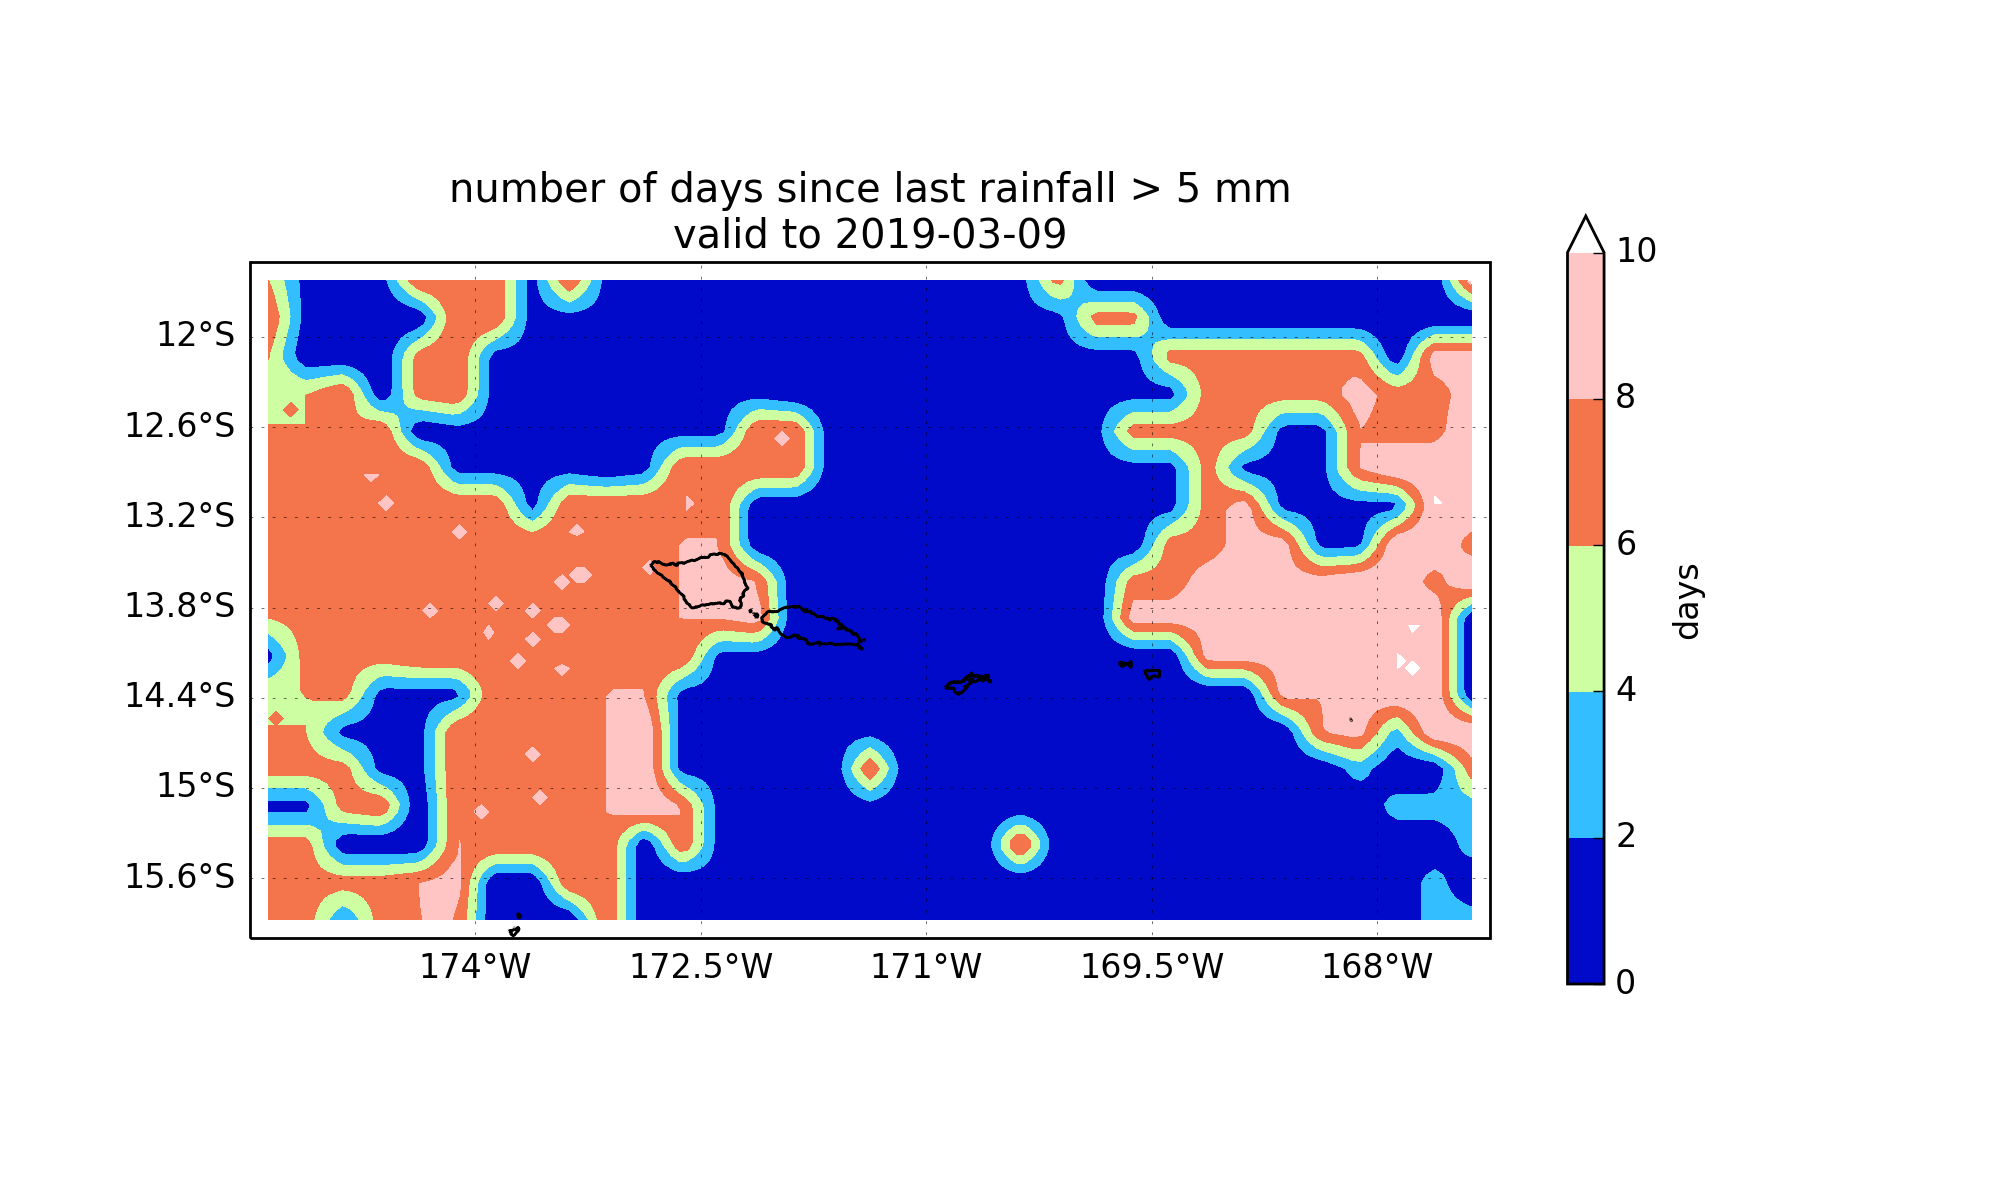 number of days since last rainfall > 5 mm
valid to 2019-03-09
12°S
12.6°S
13.2°S
13.8°S
14.4°S
15°S
15.6°S
174°W
172.5°W
171°W
169.5°W
168°W
10
8
6
4
2
0
days